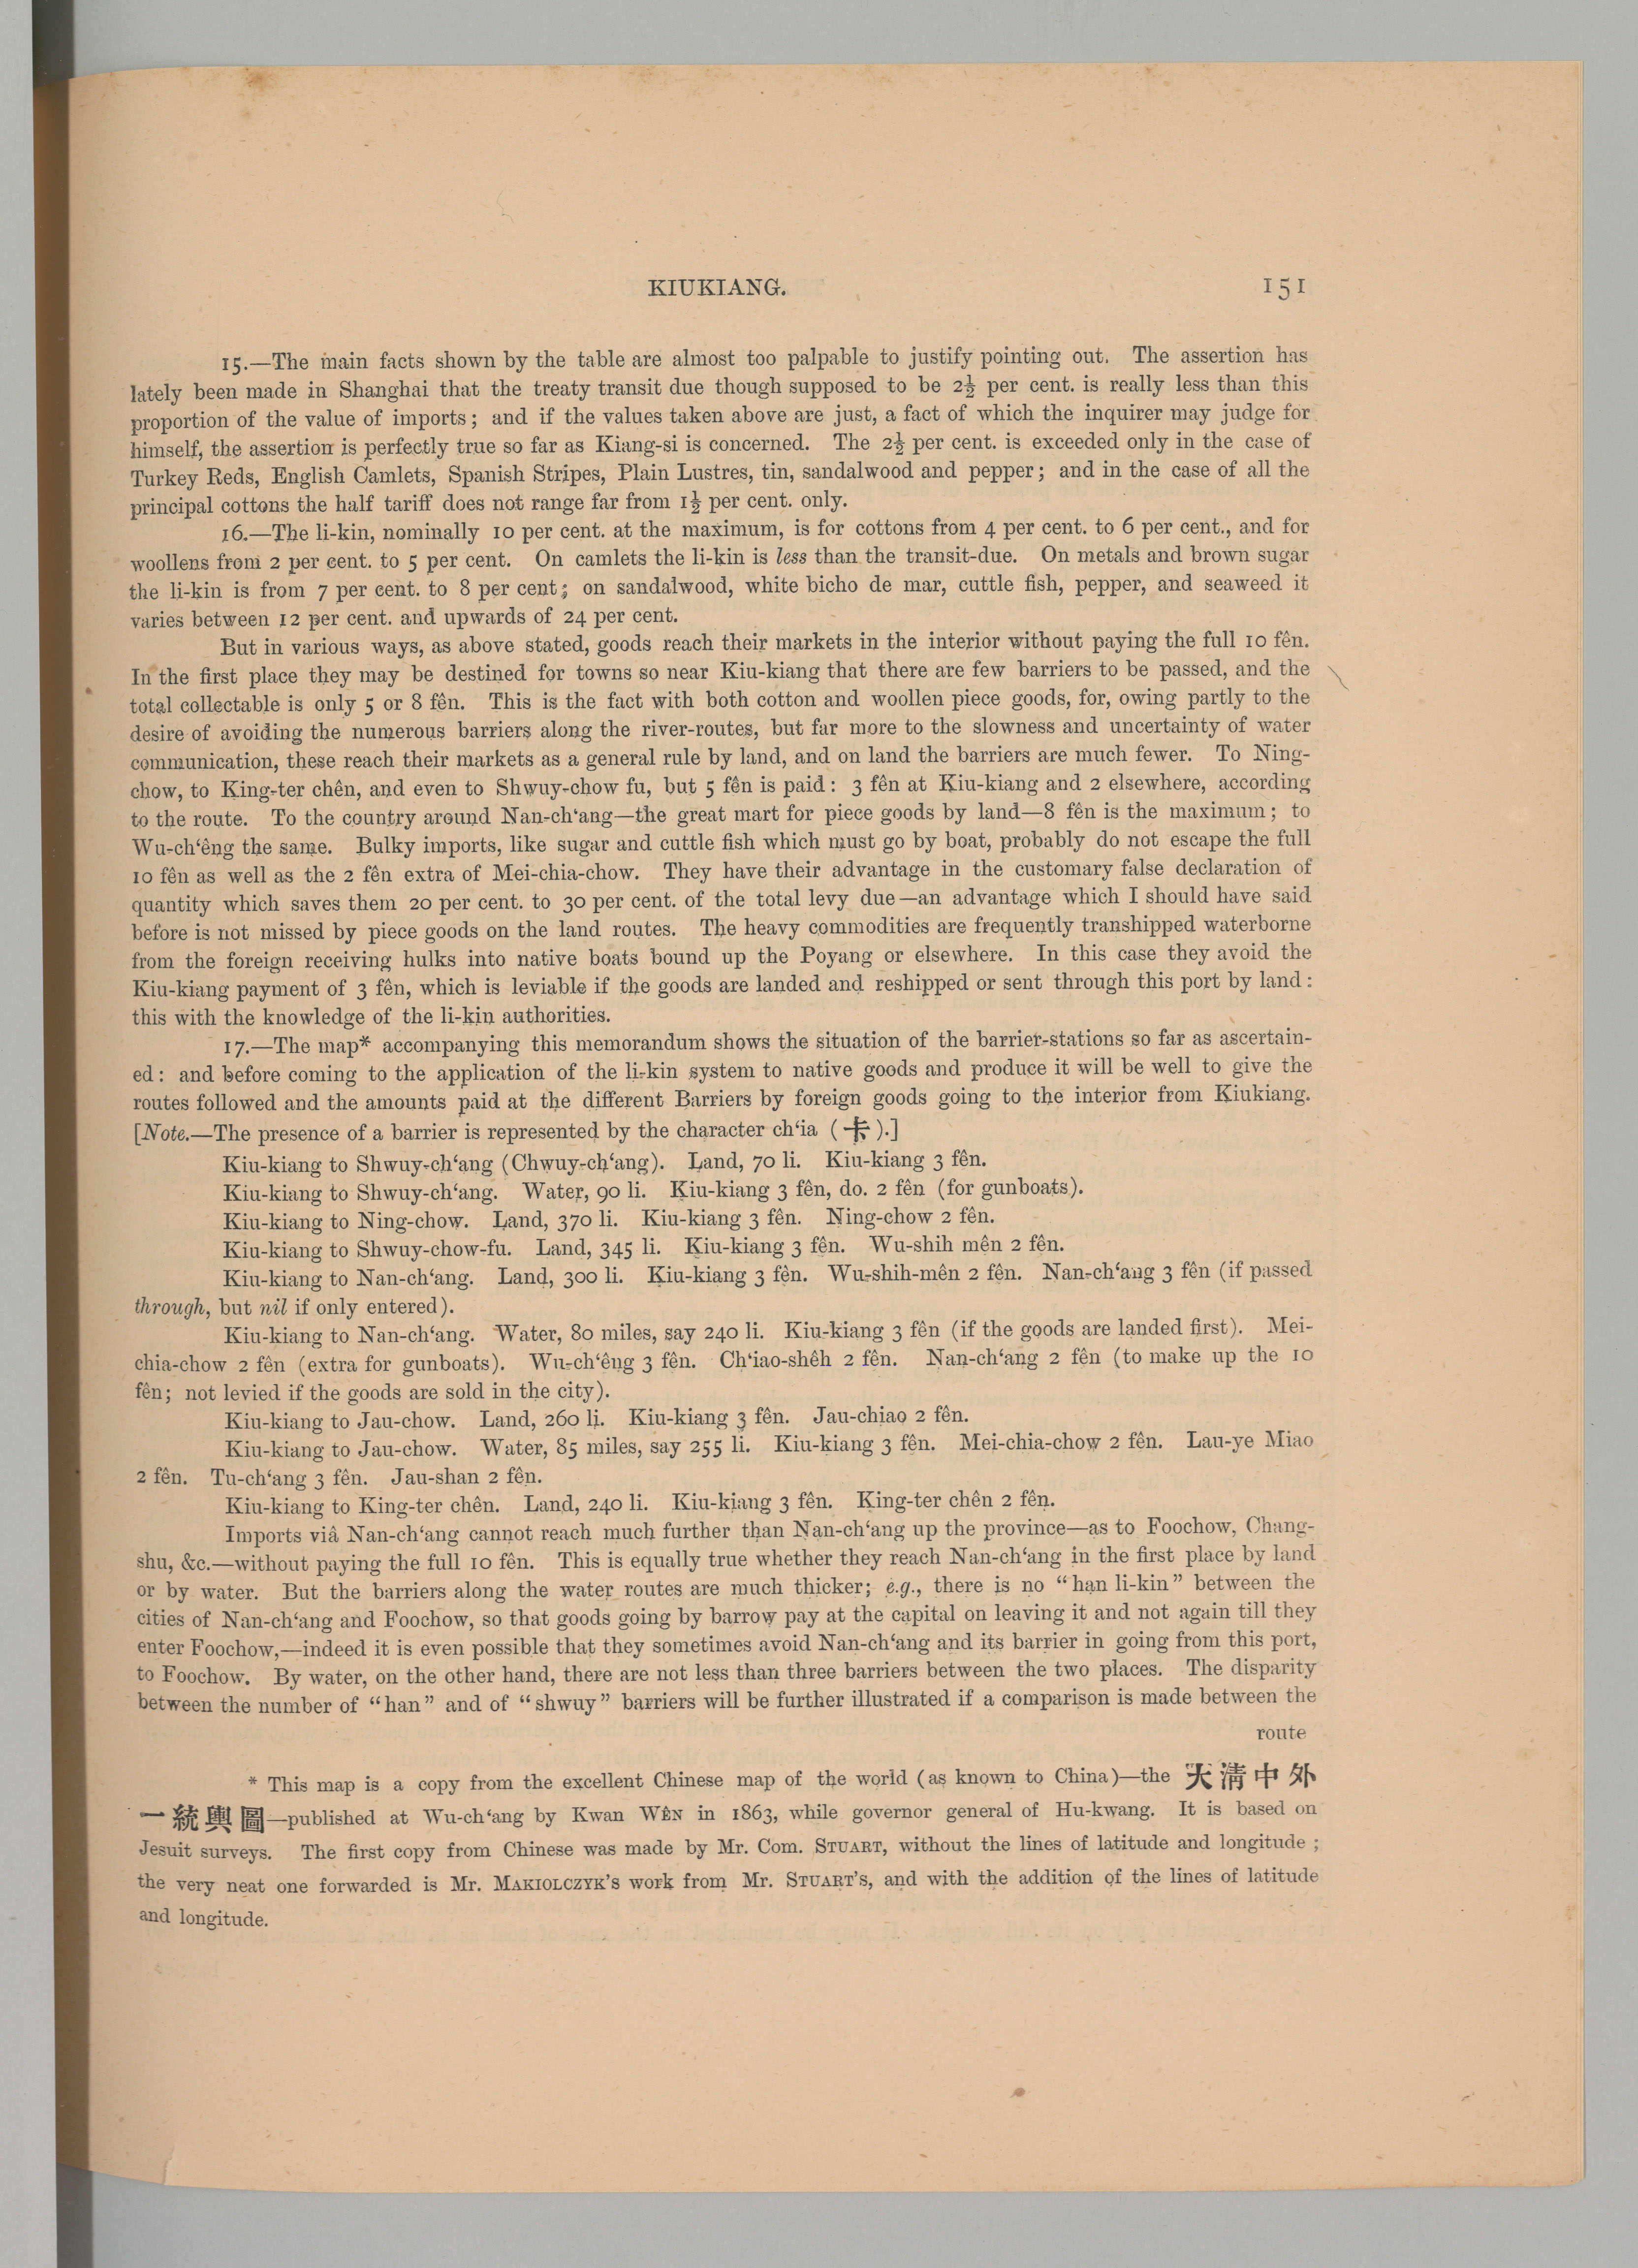 KIUKIANG. 151
15.—The main facts shown by the table are almost too palpable to justify pointing out. The assertion has
lately been made in Shanghai that the treaty transit due though supposed to be 2½ per cent. is really less than this
proportion of the value of imports; and if the values taken above are just, a fact of which the inquirer may judge for
himself, the assertion is perfectly true so far as Kiang-si is concerned. The 2½ per cent. is exceeded only in the case of
Turkey Reds, English Camlets, Spanish Stripes, Plain Lustres, tin, sandalwood and pepper; and in the case of all the
principal cottons the half tariff does not range far from 1½ per cent. only.
16.—The li-kin, nominally 10 per cent. at the maximum, is for cottons from 4 per cent. to 6 per cent., and for
woollens from 2 per cent. to 5 per cent. On camlets the li-kin is less than the transit-due. On metals and brown sugar
the li-kin is from 7 per cent. to 8 per cent; on sandalwood, white bicho de mar, cuttle fish, pepper, and seaweed it
varies between 12 per cent. and upwards of 24 per cent.
But in various ways, as above stated, goods reach their markets in the interior without paying the full 10 fên.
In the first place they may be destined for towns so near Kiu-kiang that there are few barriers to be passed, and the
total collectable is only 5 or 8 fên. This is the fact with both cotton and woollen piece goods, for, owing partly to the
desire of avoiding the numerous barriers along the river-routes, but far more to the slowness and uncertainty of water
communication, these reach their markets as a general rule by land, and on land the barriers are much fewer. To Ning-
chow, to King-ter chên, and even to Shwuy-chow fu, but 5 fên is paid: 3 fên at Kiu-kiang and 2 elsewhere, according
to the route. To the country around Nan-ch‘ang—the great mart for piece goods by land—8 fên is the maximum; to
Wu-ch‘êng the same. Bulky imports, like sugar and cuttle fish which must go by boat, probably do not escape the full
10 fên as well as the 2 fên extra of Mei-chia-chow. They have their advantage in the customary false declaration of
quantity which saves them 20 per cent. to 30 per cent. of the total levy due—an advantage which I should have said
before is not missed by piece goods on the land routes. The heavy commodities are frequently transhipped waterborne
from the foreign receiving hulks into native boats bound up the Poyang or elsewhere. In this case they avoid the
Kiu-kiang payment of 3 fên, which is leviable if the goods are landed and reshipped or sent through this port by land:
this with the knowledge of the li-kin authorities.
17.—The map* accompanying this memorandum shows the situation of the barrier-stations so far as ascertain-
ed: and before coming to the application of the li-kin system to native goods and produce it will be well to give the
routes followed and the amounts paid at the different Barriers by foreign goods going to the interior from Kiukiang.
[Note.—The presence of a barrier is represented by the character ch‘ia (卡).]
Kiu-kiang to Shwuy-ch‘ang (Chwuy-ch‘ang). Land, 70 li. Kiu-kiang 3 fên.
Kiu-kiang to Shwuy-ch‘ang. Water, 90 li. Kiu-kiang 3 fên, do. 2 fên (for gunboats).
Kiu-kiang to Ning-chow. Land, 370 li. Kiu-kiang 3 fên. Ning-chow 2 fên.
Kiu-kiang to Shwuy-chow-fu. Land, 345 li. Kiu-kiang 3 fên. Wu-shih mên 2 fên.
Kiu-kiang to Nan-ch‘ang. Land, 300 li. Kiu-kiang 3 fên. Wu-shih-mên 2 fên. Nan-ch‘ang 3 fên (if passed
through, but nil if only entered).
Kiu-kiang to Nan-ch‘ang. Water, 80 miles, say 240 li. Kiu-kiang 3 fên (if the goods are landed first). Mei-
chia-chow 2 fên (extra for gunboats). Wu-ch‘êng 3 fên. Ch‘iao-shêh 2 fên. Nan-ch‘ang 2 fên (to make up the 10
fên; not levied if the goods are sold in the city).
Kiu-kiang to Jau-chow. Land, 260 li. Kiu-kiang 3 fên. Jau-chiao 2 fên.
Kiu-kiang to Jau-chow. Water, 85 miles, say 255 li. Kiu-kiang 3 fên. Mei-chia-chow 2 fên. Lau-ye Miao
2 fên. Tu-ch‘ang 3 fên. Jau-shan 2 fên.
Kiu-kiang to King-ter chên. Land, 240 li. Kiu-kiang 3 fên. King-ter chên 2 fên.
Imports viâ Nan-ch‘ang cannot reach much further than Nan-ch‘ang up the province—as to Foochow, Chang-
shu, &c.—without paying the full 10 fên. This is equally true whether they reach Nan-ch‘ang in the first place by land
or by water. But the barriers along the water routes are much thicker; e.g., there is no “han li-kin” between the
cities of Nan-ch‘ang and Foochow, so that goods going by barrow pay at the capital on leaving it and not again till they
enter Foochow,—indeed it is even possible that they sometimes avoid Nan-ch‘ang and its barrier in going from this port,
to Foochow. By water, on the other hand, there are not less than three barriers between the two places. The disparity
between the number of “han” and of “shwuy” barriers will be further illustrated if a comparison is made between the
route
* This map is a copy from the excellent Chinese map of the world (as known to China)—the 大清中外
一統輿圖—published at Wu-ch‘ang by Kwan WÊN in 1863, while governor general of Hu-kwang. It is based on
Jesuit surveys. The first copy from Chinese was made by Mr. Com. STUART, without the lines of latitude and longitude;
the very neat one forwarded is Mr. MAKIOLCZYK'S work from Mr. STUART'S, and with the addition of the lines of latitude
and longitude.